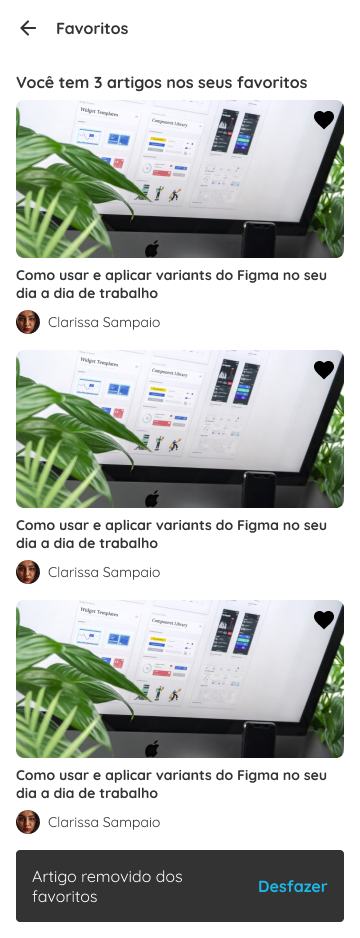 Favoritos
Você tem 3 artigos nos seus favoritos
Widget Templates
Component Library
Como usar e aplicar variants do Figma no seu
dia a dia de trabalho
Clarissa Sampaio
Widget Templates
Component Library
Como usar e aplicar variants do Figma no seu
dia a dia de trabalho
Clarissa Sampaio
Widget Templates
Component Library
Como usar e aplicar variants do Figma no seu
dia a dia de trabalho
Clarissa Sampaio
Artigo removido dos
favoritos
Desfazer